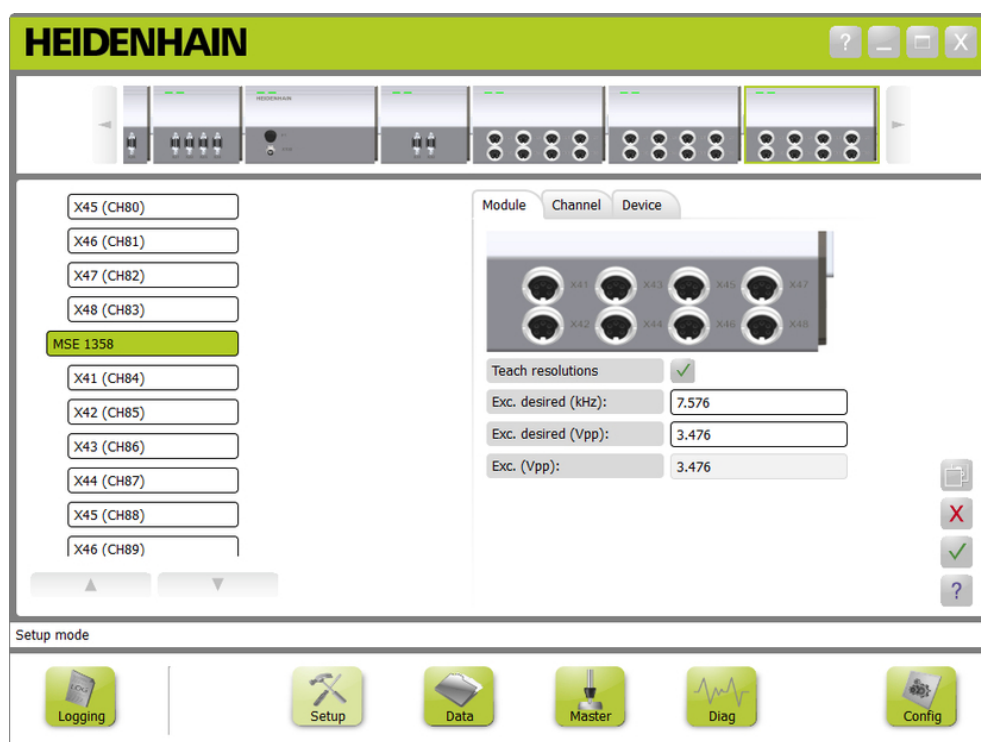 HEIDENHAIN
? _ X
HEIDENHAIN
X45 (CH80)
X46 (CH81)
X47 (CH82)
X48 (CH83)
MSE 1358
X41 (CH84)
X42 (CH85)
X43 (CH86)
X44 (CH87)
X45 (CH88)
X46 (CH89)
Module Channel Device
X41 X43 X45 X47
X42 X44 X46 X48
Teach resolutions
Exc. desired (kHz): 7.576
Exc. desired (Vpp): 3.476
Exc. (Vpp): 3.476
X
?
Setup mode
LOG
Logging Setup Data Master Diag Config